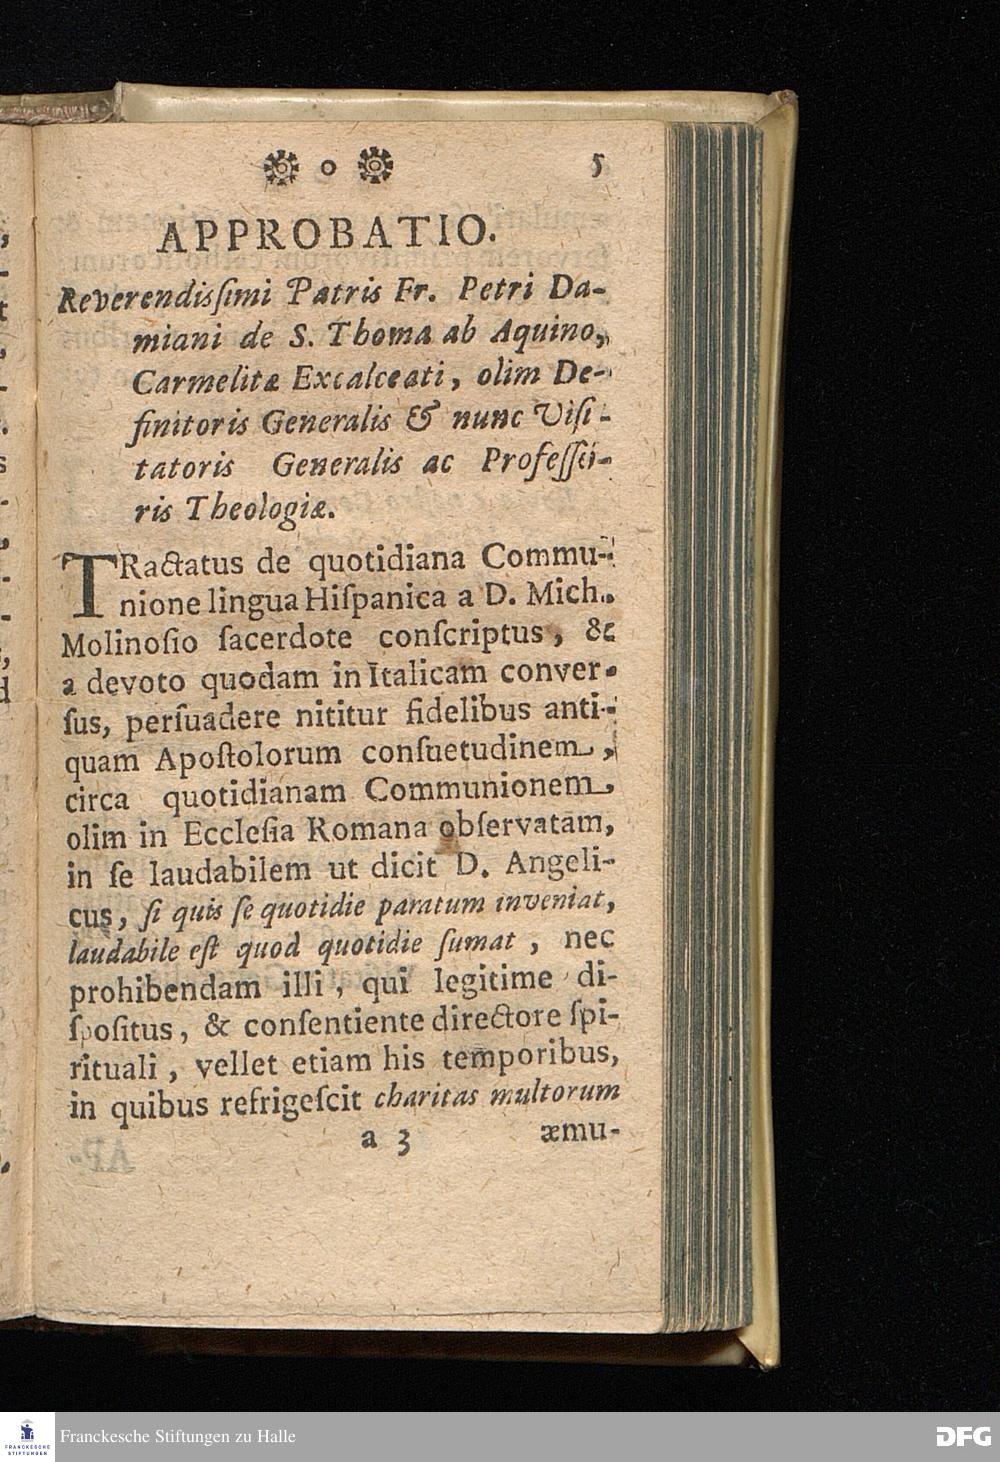 o 5
APPROBATIO.
Reverendisſimi Patris Fr. Petri Da-
miani de S. Thoma ab Aquino,
Carmelitæ Excalceati, olim De-
finitoris Generalis & nunc Viſi-
tatoris Generalis ac Profeſſo-
ris Theologiæ.
TRactatus de quotidiana Commu-
nione lingua Hiſpanica a D. Mich.
Molinoſio ſacerdote conſcriptus, &
a devoto quodam in Italicam conver-
ſus, perſuadere nititur fidelibus anti-
quam Apoſtolorum conſuetudinem,
circa quotidianam Communionem,
olim in Eccleſia Romana obſervatam,
in ſe laudabilem ut dicit D. Angeli-
cus, ſi quis ſe quotidie paratum inveniat,
laudabile eſt quod quotidie ſumat, nec
prohibendam illi, qui legitime di-
ſpoſitus, & conſentiente directore ſpi-
rituali, vellet etiam his temporibus,
in quibus refrigeſcit charitas multorum
a 3 æmu-
FRANCKESCHE
STIFTUNGEN
Franckesche Stiftungen zu Halle
DFG